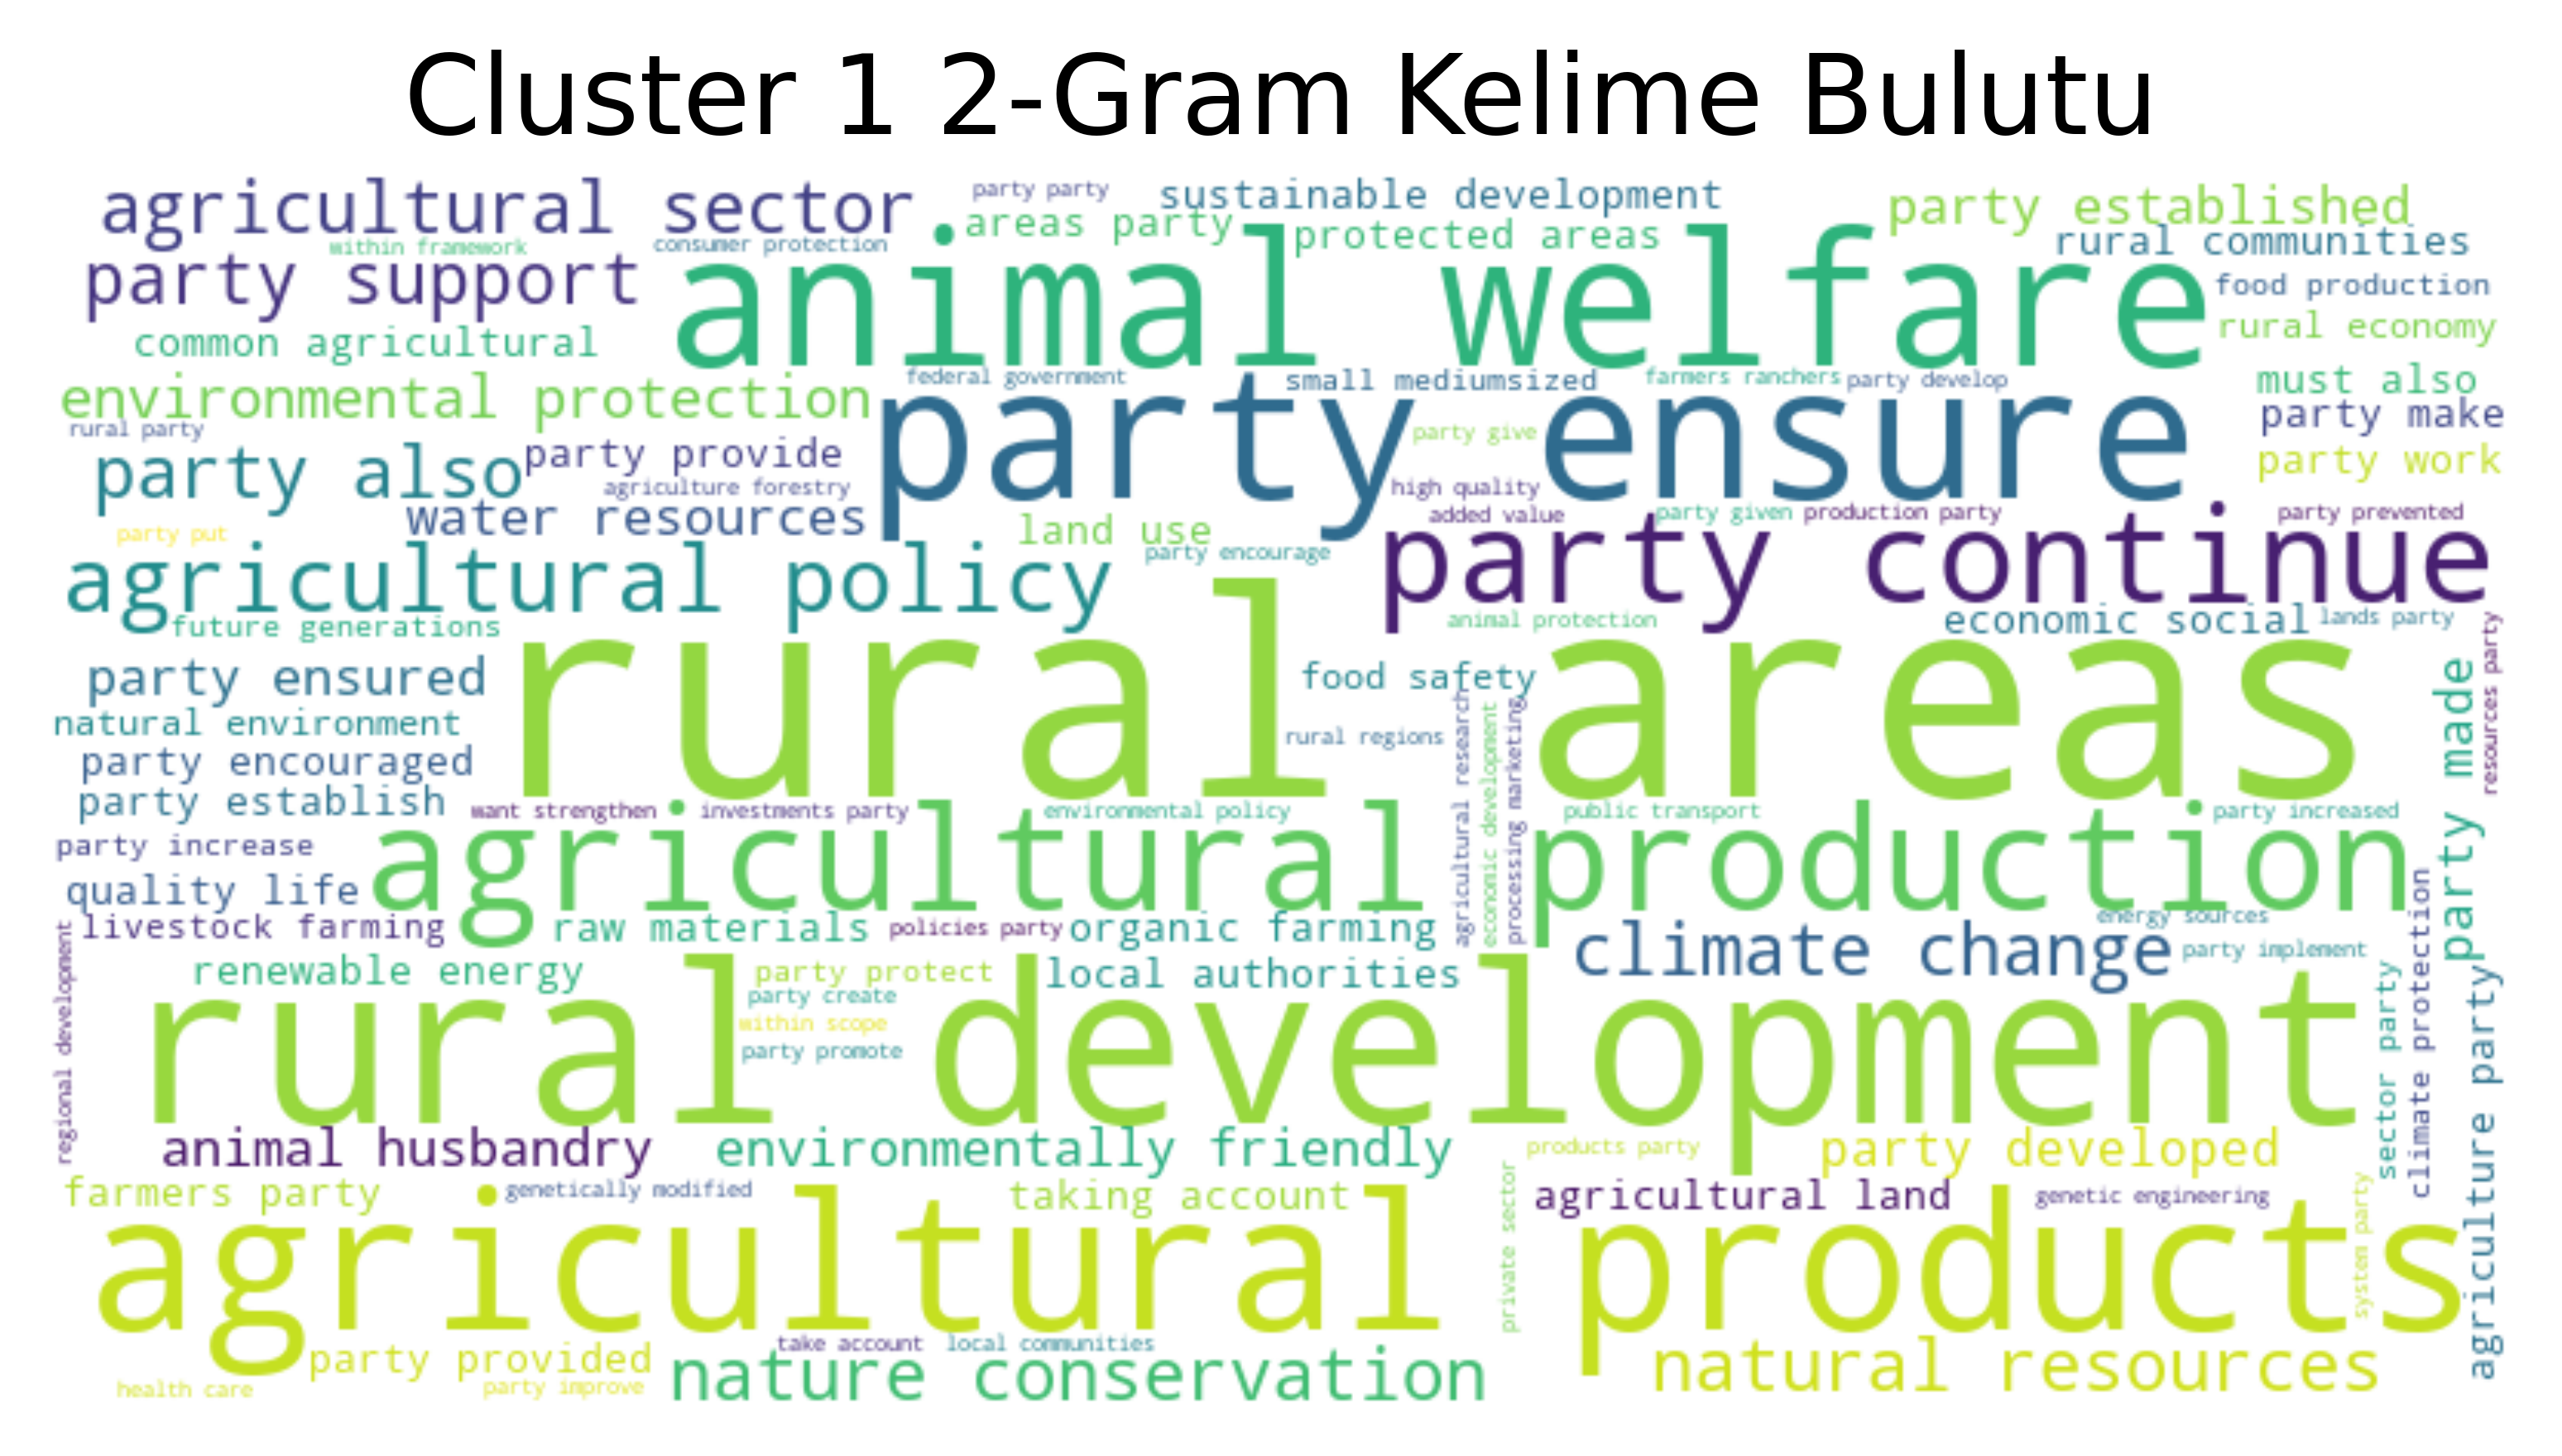 Cluster 1 2-Gram Kelime Bulutu
agricultural sector
party party
sustainable development
party established
areas party
protected areas
within framework
consumer protection
rural communities
party support
animal welfare
food production
common agricultural
rural economy
environmental protection
federal government
small mediumsized
farmers ranchers
party develop
must also
rural party
party ensure
party make
party also
party provide
party give
party work
agriculture forestry
high quality
water resources
added value
party given
production party
party prevented
party put
land use
party continue
agricultural policy
party encourage
future generations
animal protection
economic social
lands party
resources party
party ensured
rural areas
food safety
party made
natural environment
rural regions
agricultural research
economic development
processing marketing
party encouraged
party establish
want strengthen
investments party
environmental policy
public transport
party increased
party increase
agricultural production
quality life
livestock farming
raw materials
policies party
organic farming
energy sources
climate change
party implement
regional development
renewable energy
party protect
local authorities
sector party
climate protection
agriculture party
party create
within scope
rural development
party promote
animal husbandry
environmentally friendly
products party
party developed
farmers party
genetically modified
taking account
private sector
agricultural land
genetic engineering
system party
agricultural products
party provided
take account
local communities
natural resources
health care
party improve
nature conservation